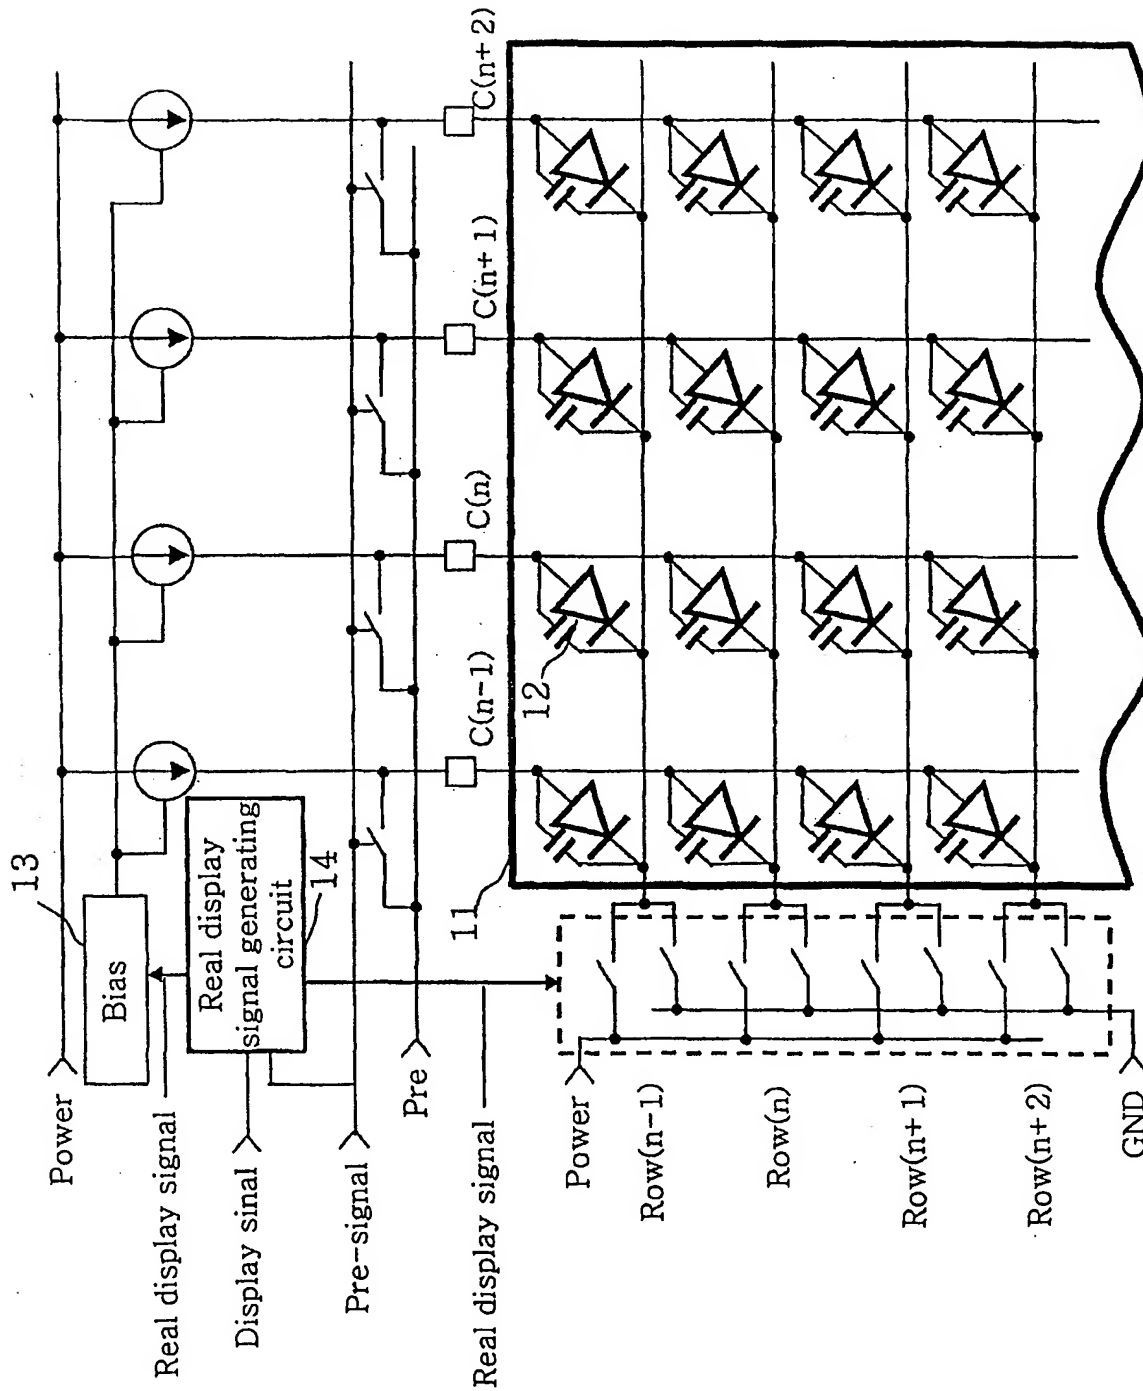 Power
Real display signal
Display sinal
Pre-signal
Pre
Real display signal
13
Bias
Real display
signal generating
circuit
14
C(n-1)
C(n)
C(n+1)
C(n+2)
11
12
Power
Row(n-1)
Row(n)
Row(n+1)
Row(n+2)
GND